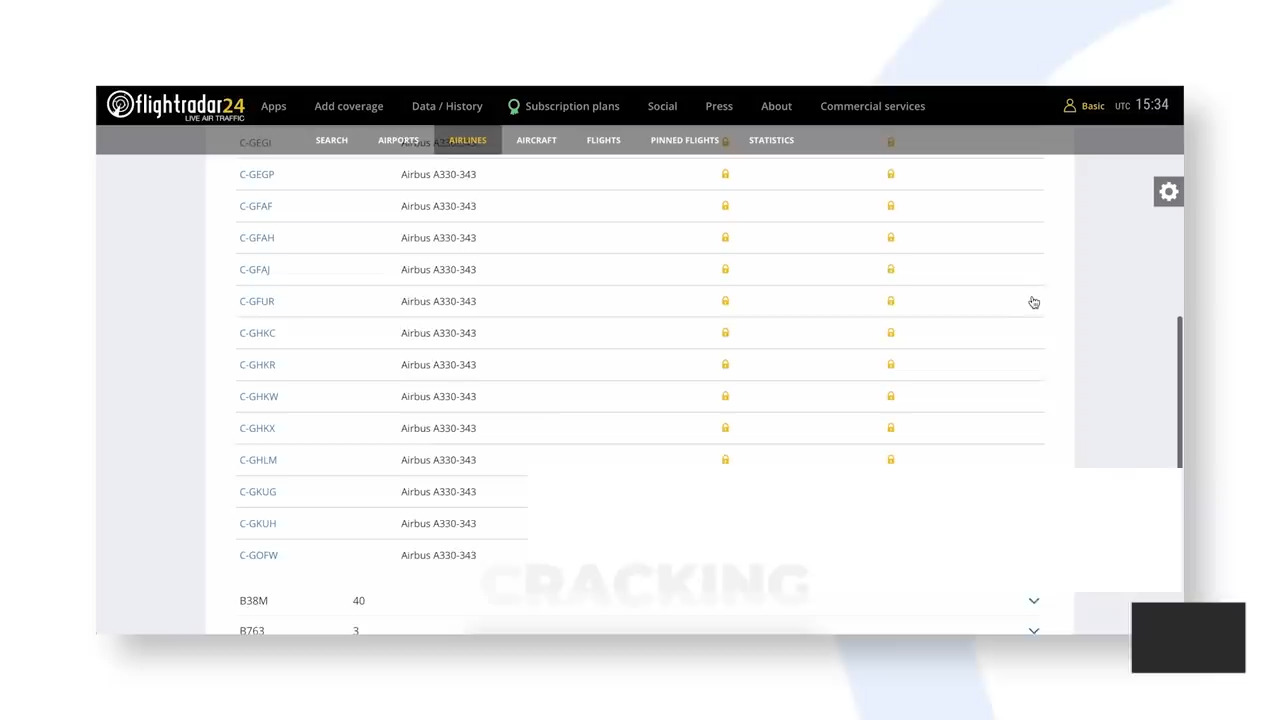 flightradar24
LIVE AIR TRAFFIC
Apps Add coverage Data / History Subscription plans Social Press About Commercial services Basic UTC 15:34
SEARCH AIRPORTS AIRLINES AIRCRAFT FLIGHTS PINNED FLIGHTS STATISTICS
C-GEGI Airbus A330-343
C-GEGP Airbus A330-343
C-GFAF Airbus A330-343
C-GFAH Airbus A330-343
C-GFAJ Airbus A330-343
C-GFUR Airbus A330-343
C-GHKC Airbus A330-343
C-GHKR Airbus A330-343
C-GHKW Airbus A330-343
C-GHKX Airbus A330-343
C-GHLM Airbus A330-343
C-GKUG Airbus A330-343
C-GKUH Airbus A330-343
C-GOFW Airbus A330-343
CRACKING
B38M 40
B763 3